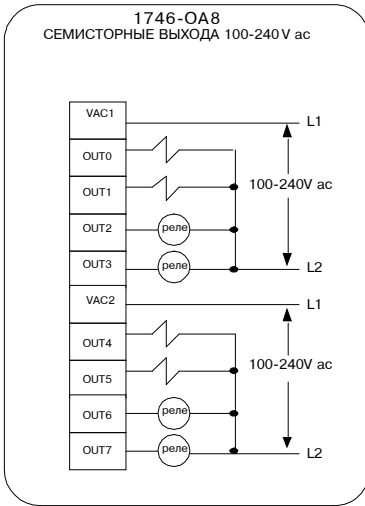 1746-OA8
СЕМИСТОРНЫЕ ВЫХОДА 100-240 V ac
VAC1
L1
OUT0
OUT1
100-240V ac
OUT2
реле
OUT3
реле
L2
VAC2
L1
OUT4
100-240V ac
OUT5
OUT6
реле
OUT7
реле
L2